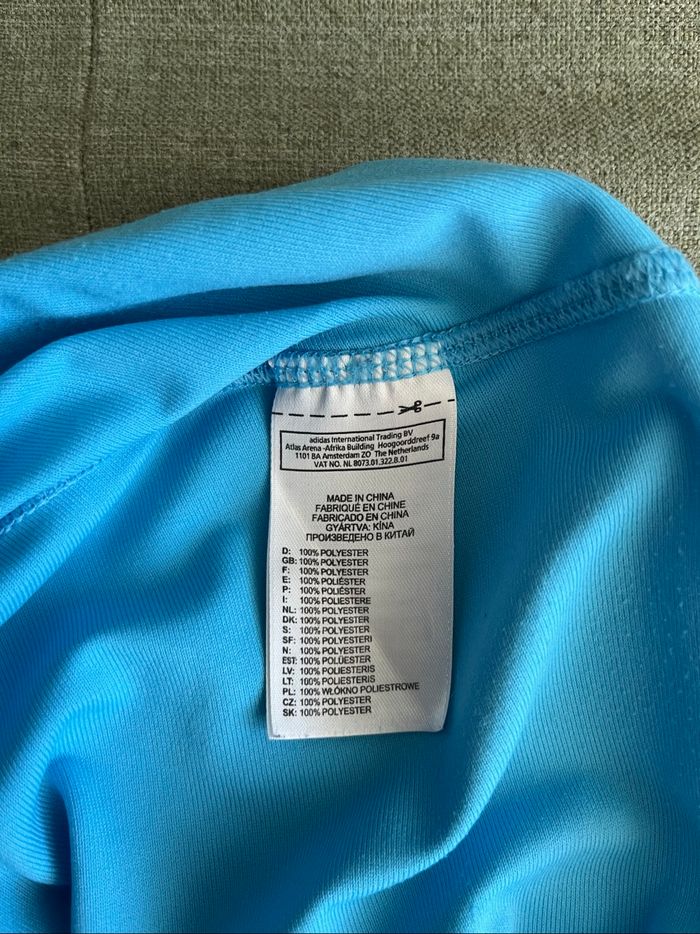 adidas International Trading BV
Atlas Arena -Afrika Building Hoogoorddreef 9a
1101 BA Amsterdam ZO The Netherlands
VAT NO. NL 8073.01.322.B.01
MADE IN CHINA
FABRIQUÉ EN CHINE
FABRICADO EN CHINA
GYÁRTVA: KÍNA
ПРОИЗВЕДЕНО В КИТАЙ
D: 100% POLYESTER
GB: 100% POLYESTER
F: 100% POLYESTER
E: 100% POLIÉSTER
P: 100% POLIÉSTER
I: 100% POLIESTERE
NL: 100% POLYESTER
DK: 100% POLYESTER
S: 100% POLYESTER
SF: 100% POLYESTERI
N: 100% POLYESTER
EST: 100% POLÜESTER
LV: 100% POLIESTERIS
LT: 100% POLIESTERIS
PL: 100% WŁÓKNO POLIESTROWE
CZ: 100% POLYESTER
SK: 100% POLYESTER